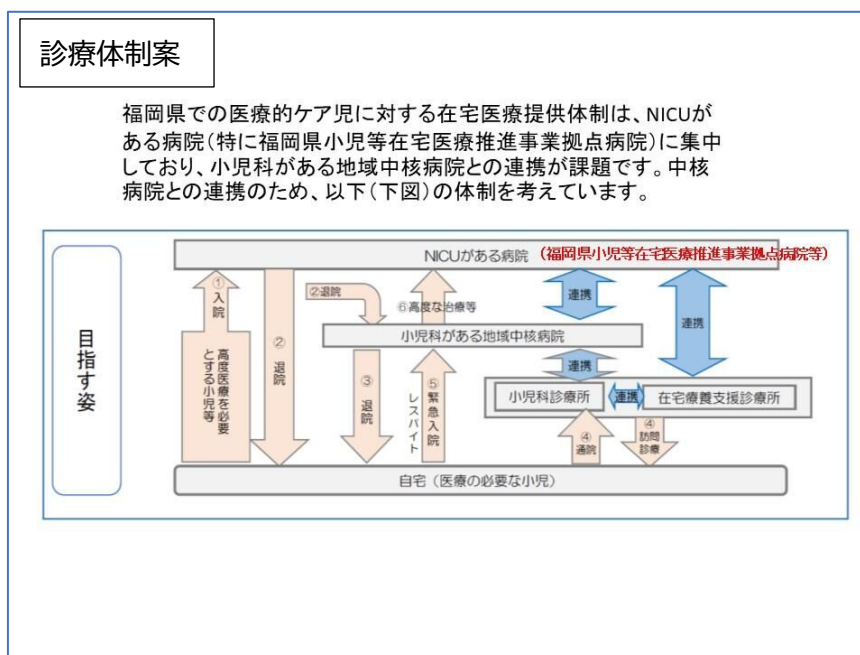 診療体制案
福岡県での医療的ケア児に対する在宅医療提供体制は、NICUが
ある病院（特に福岡県小児等在宅医療推進事業拠点病院）に集中
しており、小児科がある地域中核病院との連携が課題です。中核
病院との連携のため、以下（下図）の体制を考えています。
目指す姿
NICUがある病院（福岡県小児等在宅医療推進事業拠点病院等）
①入院
高度医療を必要
とする小児等
② 退院
②退院
⑥高度な治療等
連携
連携
小児科がある地域中核病院
③ 退院
⑤緊急入院
レスパイト
連携
小児科診療所
連携
在宅療養支援診療所
④
通院
④
訪問
診療
自宅（医療の必要な小児）